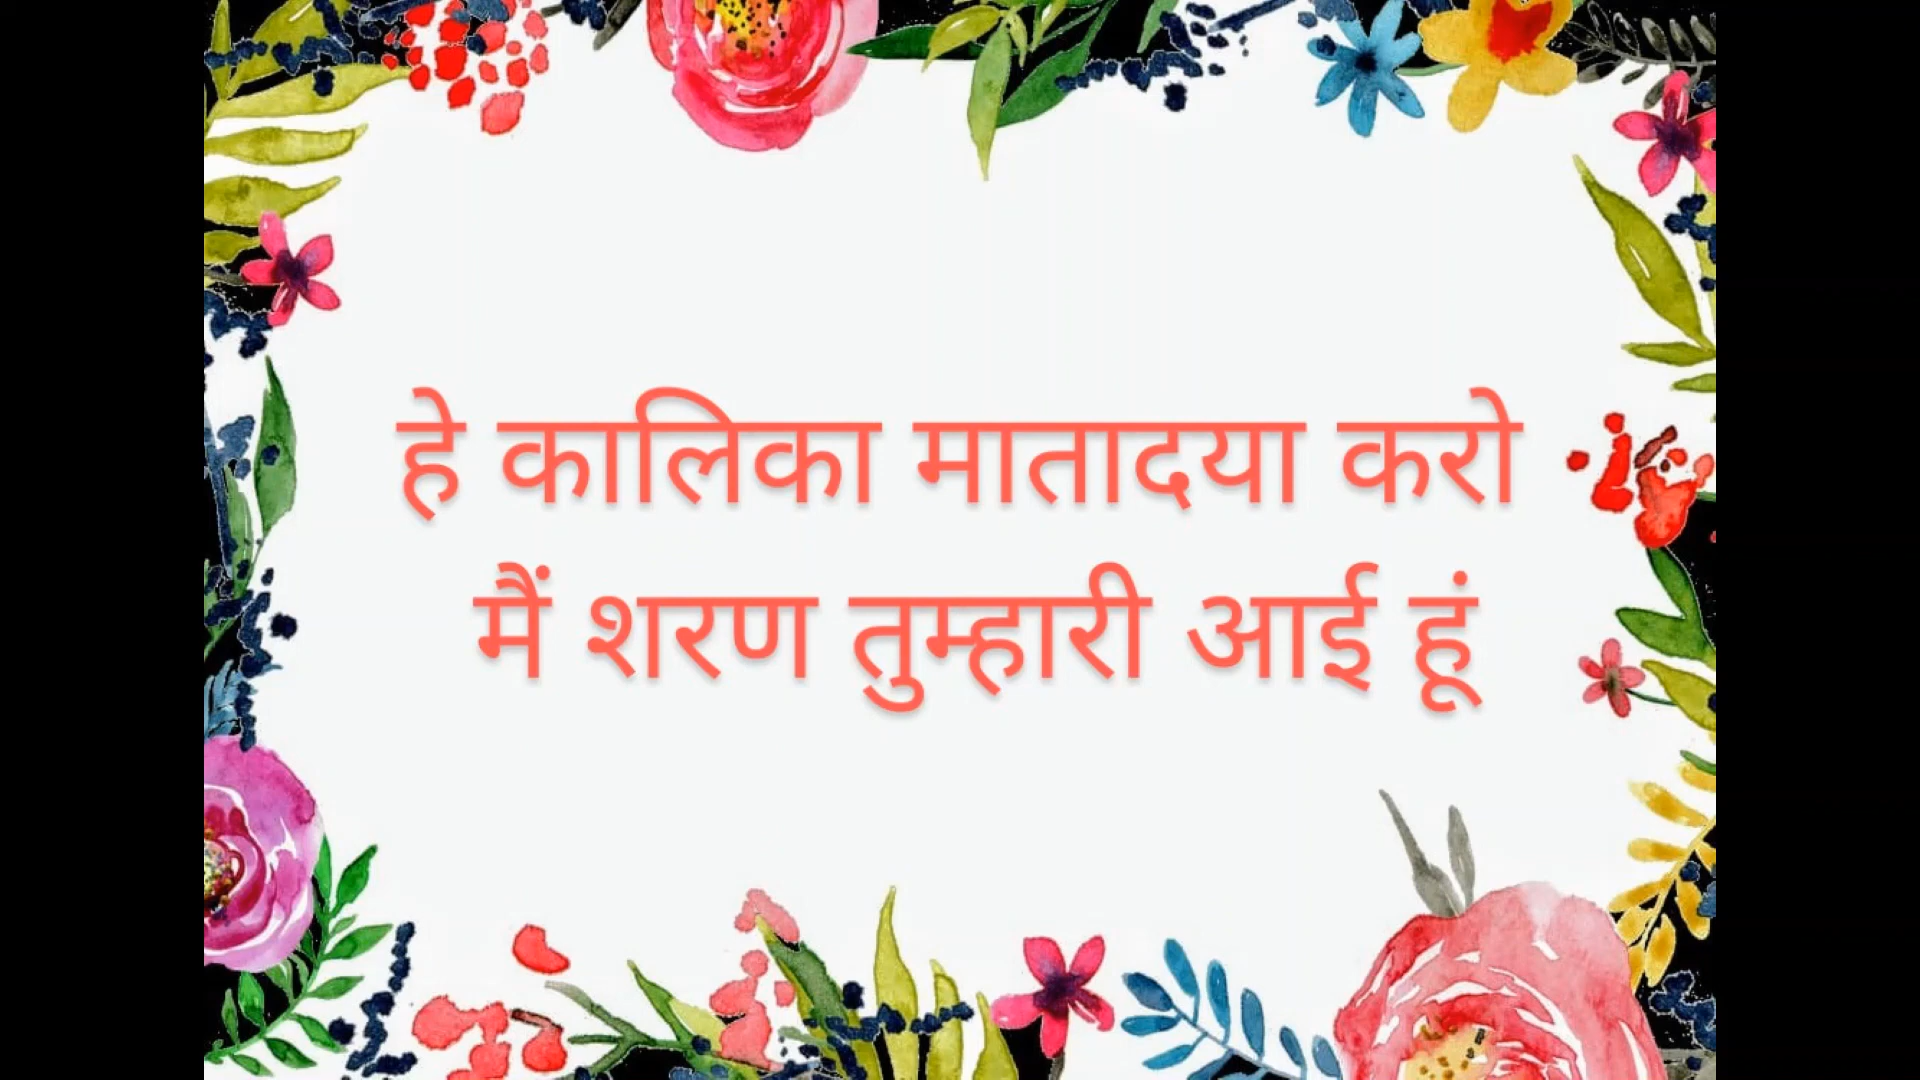 हे कालिका मातादया करो
मैं शरण तुम्हारी आई हूं